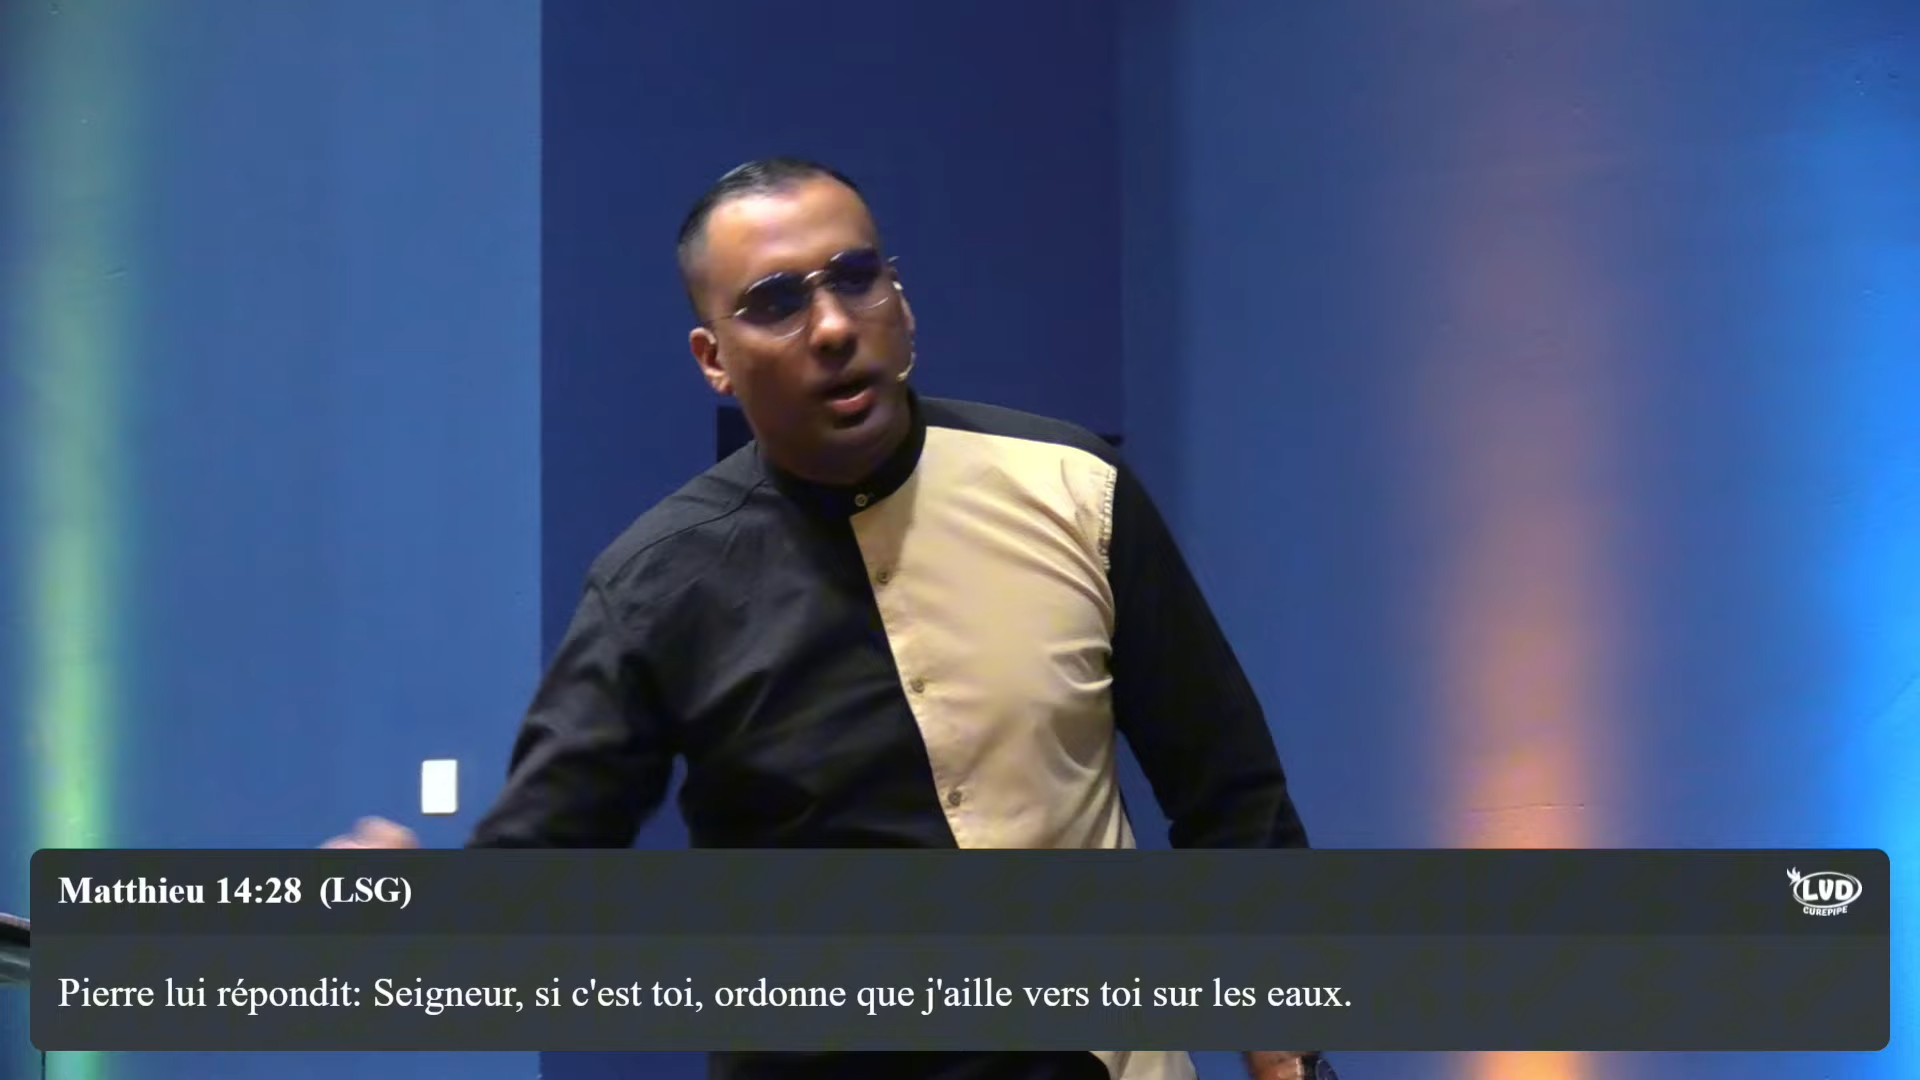 Matthieu 14:28 (LSG)
LVD
CUREPIPE
Pierre lui répondit: Seigneur, si c'est toi, ordonne que j'aille vers toi sur les eaux.